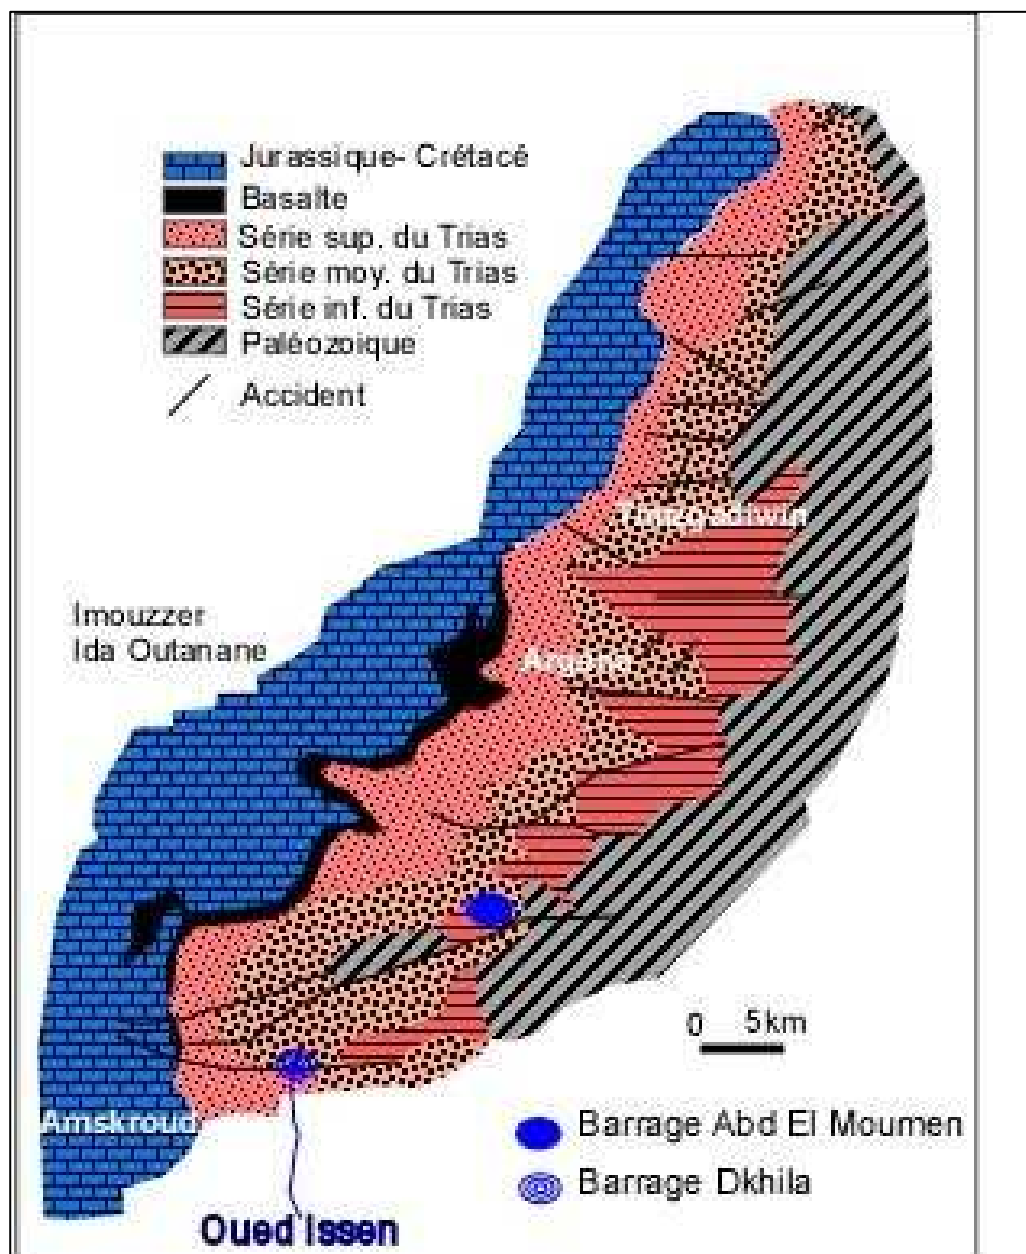 Jurassique- Crétacé
Basalte
Série sup. du Trias
Série moy. du Trias
Série inf. du Trias
Paléozoique
Accident
Timezgadiwin
Argana
Imouzzer
Ida Outanane
0 5km
Amskroud
Barrage Abd El Moumen
Barrage Dkhila
Oued Issen